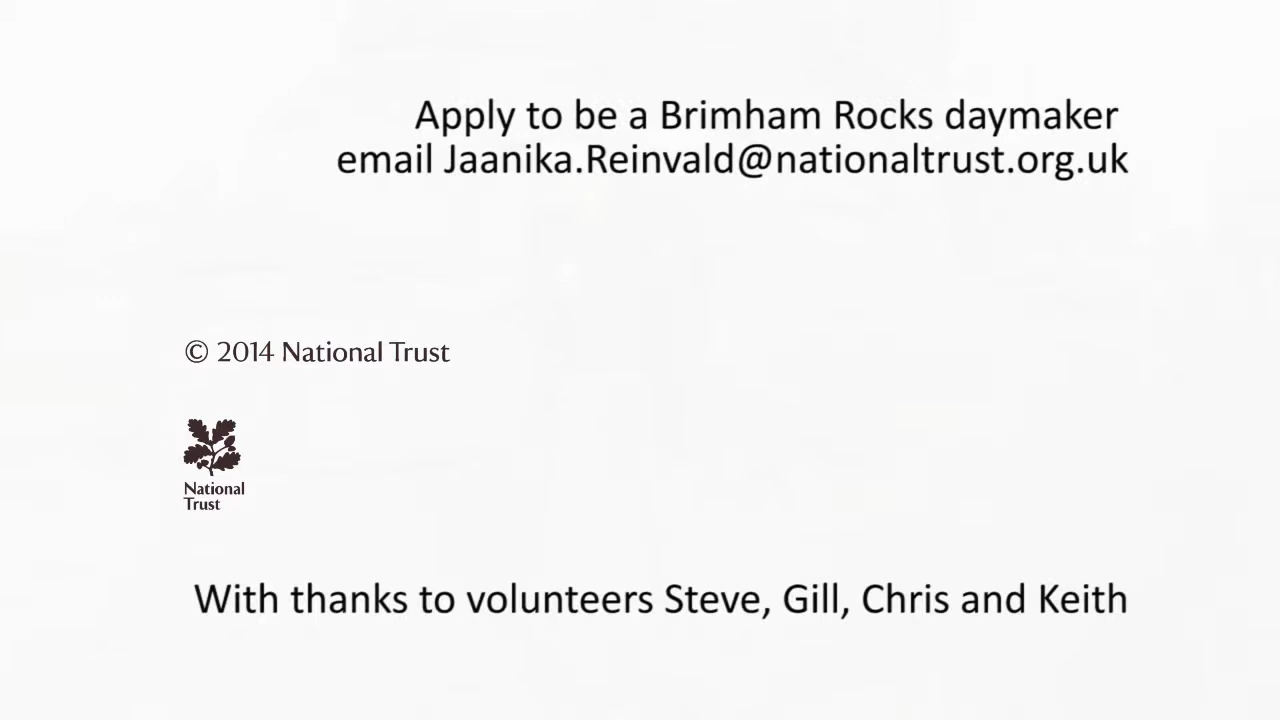 Apply to be a Brimham Rocks daymaker
email Jaanika.Reinvald@nationaltrust.org.uk
© 2014 National Trust
National
Trust
With thanks to volunteers Steve, Gill, Chris and Keith